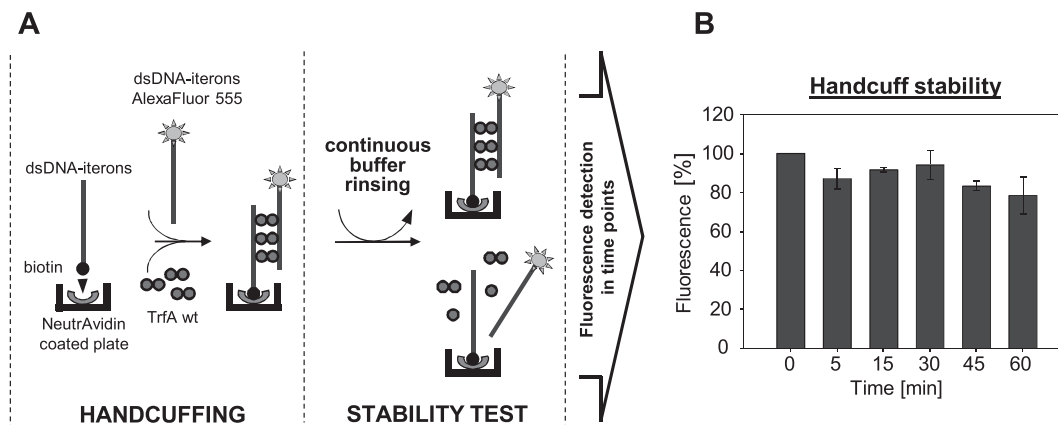 A
dsDNA-iterons
AlexaFluor 555
dsDNA-iterons
biotin
NeutrAvidin
coated plate
TrfA wt
HANDCUFFING
continuous
buffer
rinsing
STABILITY TEST
Fluorescence detection
in time points
B
Handcuff stability
Fluorescence [%]
120
100
80
60
40
20
0
0 5 15 30 45 60
Time [min]